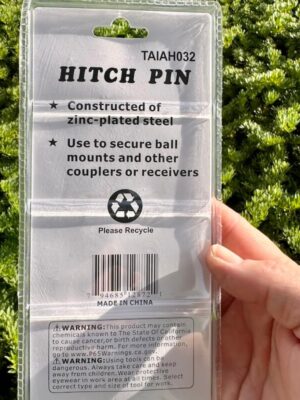 TAIAH032
HITCH PIN
★ Constructed of
zinc-plated steel
★ Use to secure ball
mounts and other
couplers or receivers
Please Recycle
MADE IN CHINA
⚠WARNING:This product may contain
chemicals known to The State Of California
to cause cancer, or birth defects or other
reproductive harm. For more information,
go to www.P65Warnings.ca.gov.
⚠WARNING:Using tools can be
dangerous. Always take care and keep
away from children. Wear protective
eyewear in work area at all times. Select
correct type and size of tool for work.